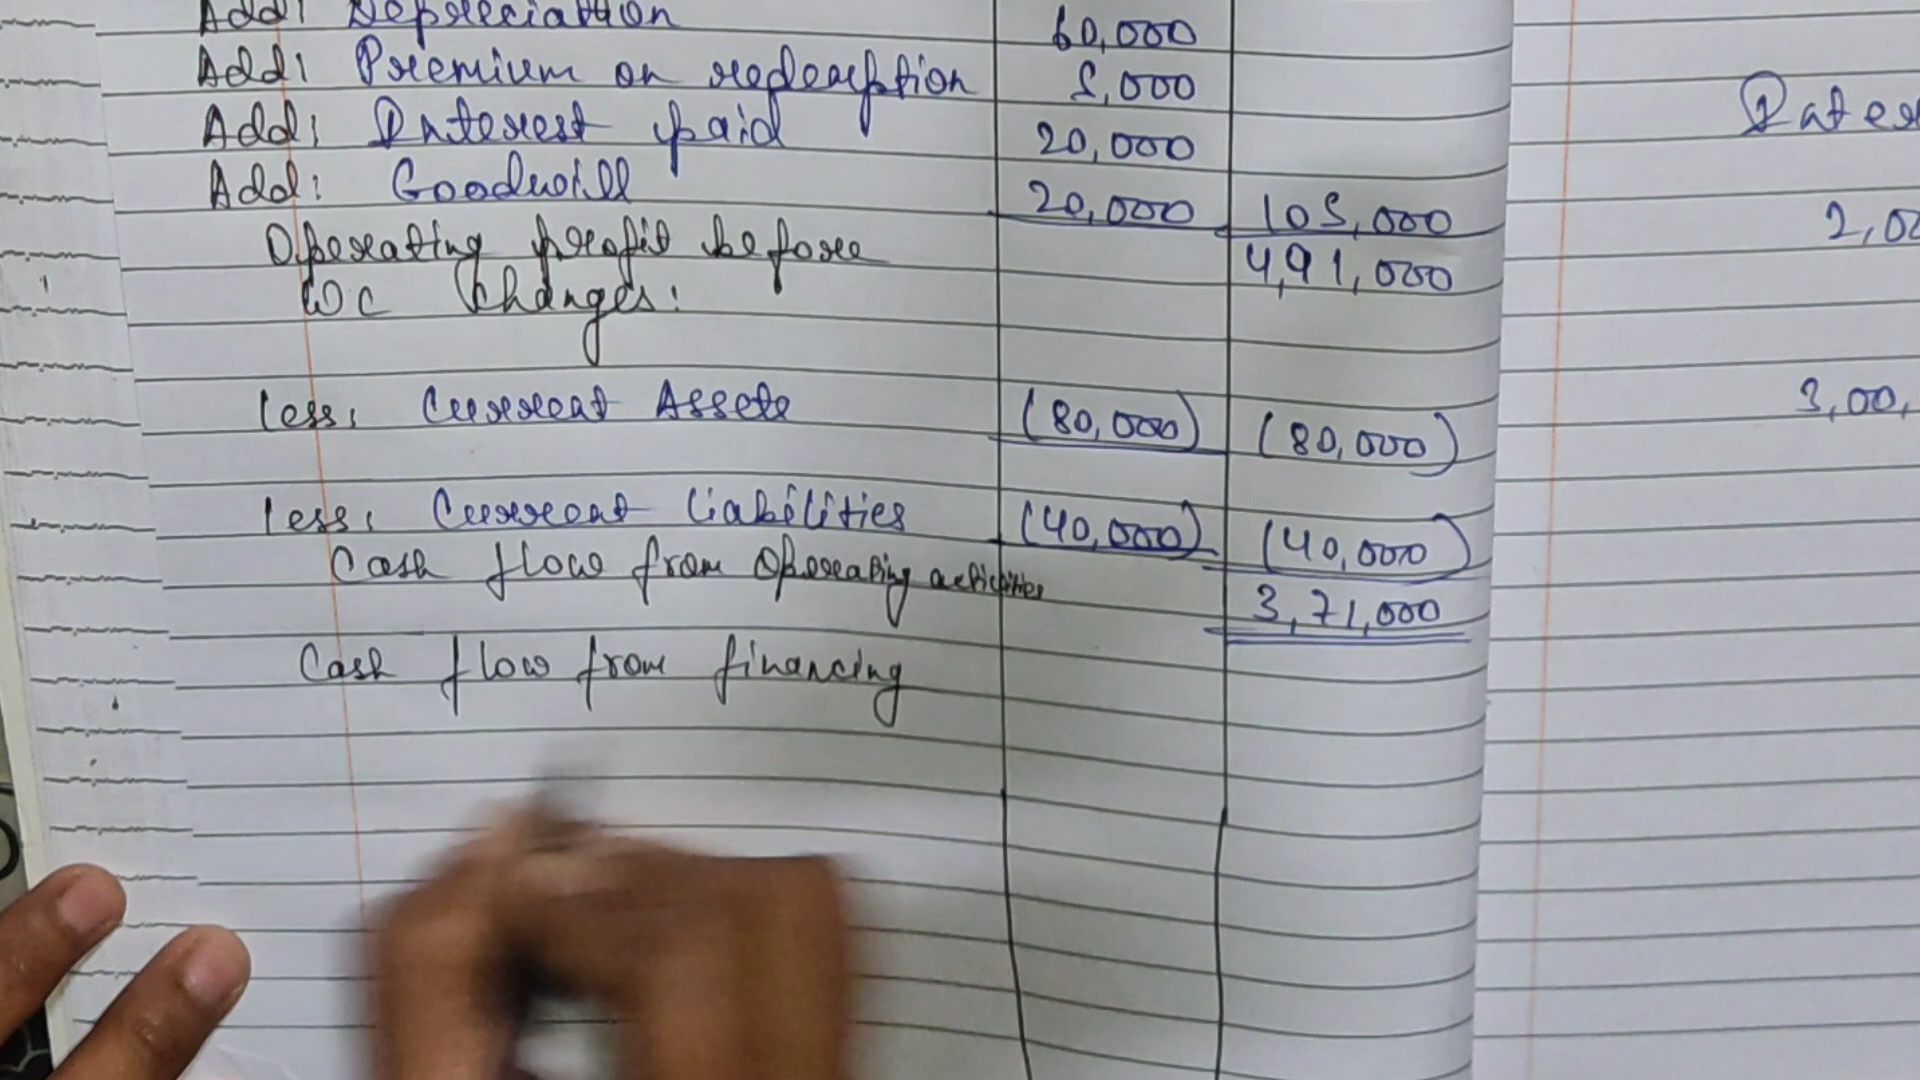 Add: Depreciation 60,000
Add: Premium on redemption 5,000
Add: Interest paid 20,000
Add: Goodwill 20,000 105,000
Operating profit before 4,91,000
WC Changes:
Less: Current Assets (80,000) (80,000)
Less: Current Liabilities (40,000) (40,000)
Cash flow from Operating activities 3,71,000
Cash flow from financing
3,00,